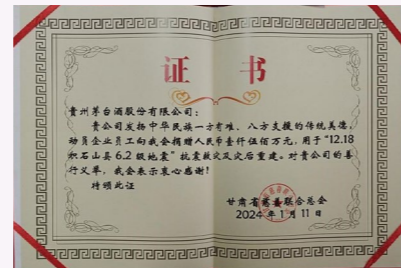 证 书
贵州茅台酒股份有限公司:
贵公司发扬中华民族一方有难、八方支援的传统美德,
动员企业员工向我会捐赠人民币壹仟伍佰万元,用于“12.18
积石山县6.2级地震”抗震救灾及灾后重建。对贵公司的善
行义举,我会表示衷心感谢!
特颁此证
甘肃省慈善联合总会
2024年1月11日